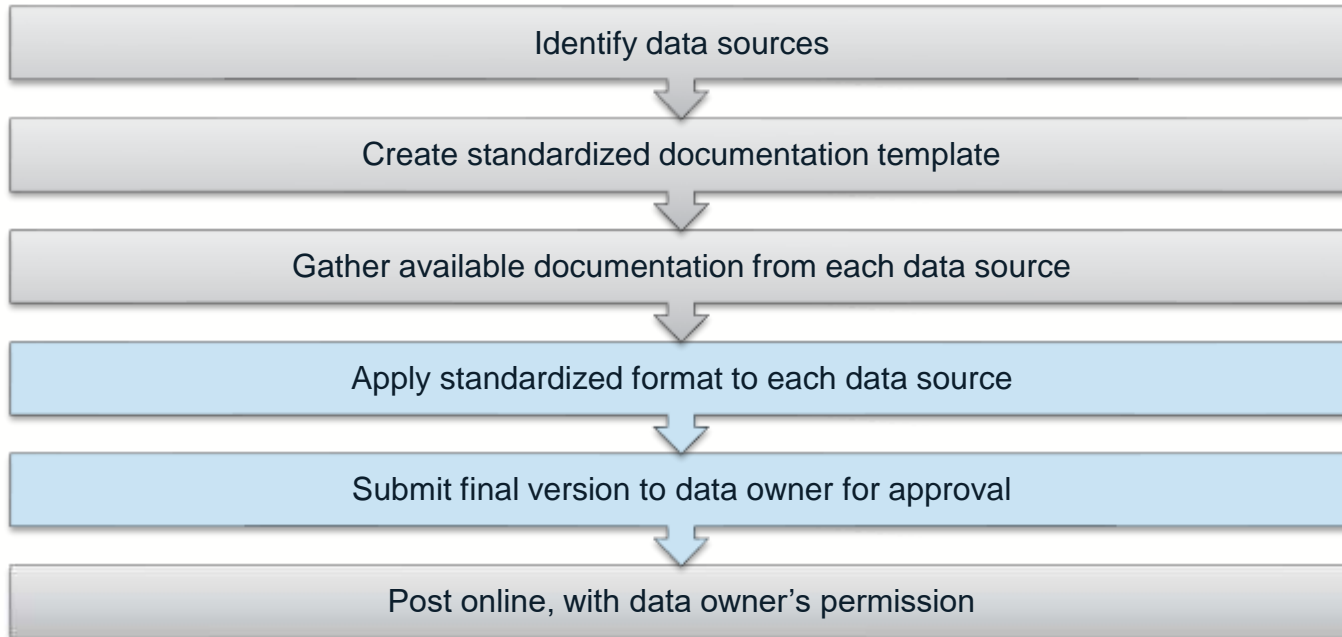 Identify data sources
Create standardized documentation template
Gather available documentation from each data source
Apply standardized format to each data source
Submit final version to data owner for approval
Post online, with data owner’s permission